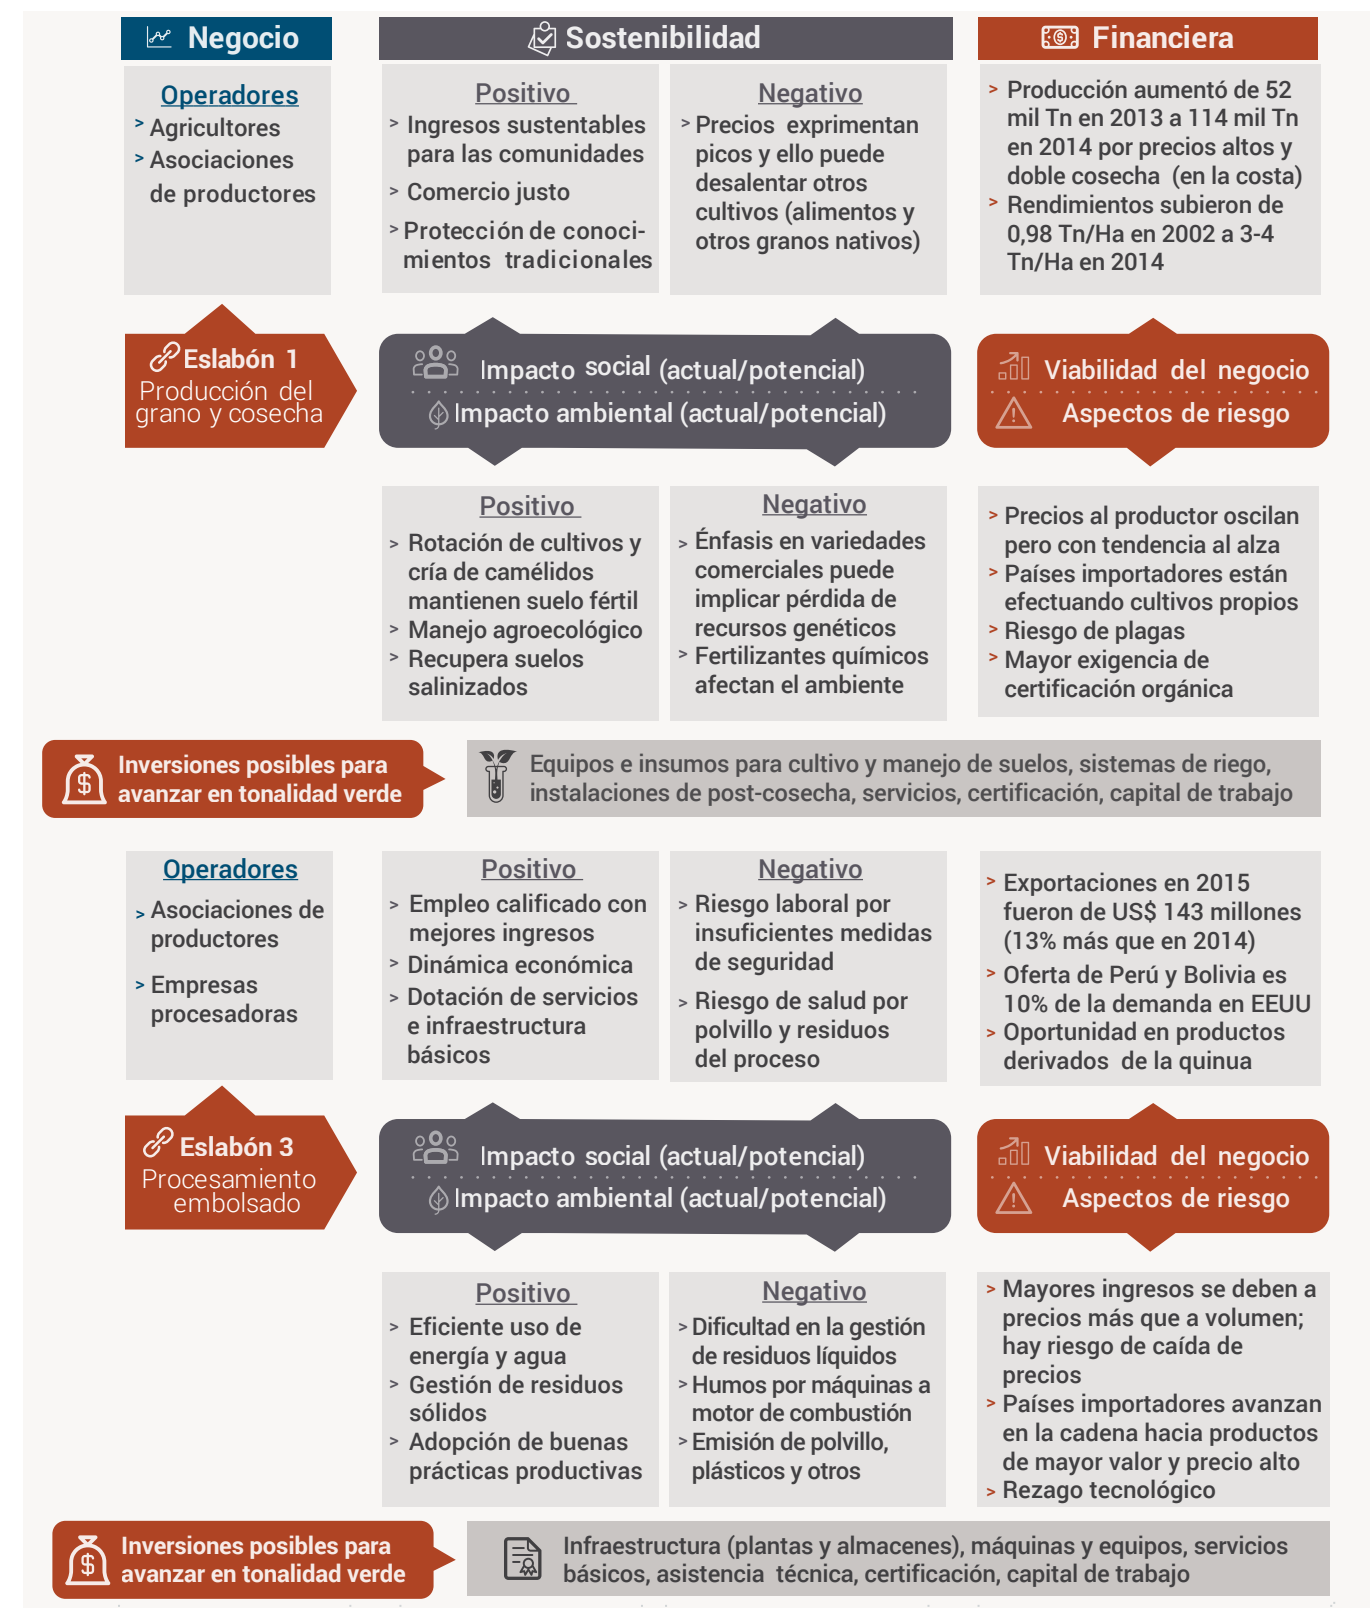 Negocio
Sostenibilidad
Financiera
Operadores
> Agricultores
> Asociaciones
de productores
Positivo
> Ingresos sustentables
para las comunidades
> Comercio justo
> Protección de conoci-
mientos tradicionales
Negativo
> Precios exprimentan
picos y ello puede
desalentar otros
cultivos (alimentos y
otros granos nativos)
> Producción aumentó de 52
mil Tn en 2013 a 114 mil Tn
en 2014 por precios altos y
doble cosecha (en la costa)
> Rendimientos subieron de
0,98 Tn/Ha en 2002 a 3-4
Tn/Ha en 2014
Eslabón 1
Producción del
grano y cosecha
Impacto social (actual/potencial)
Impacto ambiental (actual/potencial)
Viabilidad del negocio
Aspectos de riesgo
Positivo
> Rotación de cultivos y
cría de camélidos
mantienen suelo fértil
> Manejo agroecológico
> Recupera suelos
salinizados
Negativo
> Énfasis en variedades
comerciales puede
implicar pérdida de
recursos genéticos
> Fertilizantes químicos
afectan el ambiente
> Precios al productor oscilan
pero con tendencia al alza
> Países importadores están
efectuando cultivos propios
> Riesgo de plagas
> Mayor exigencia de
certificación orgánica
Inversiones posibles para
avanzar en tonalidad verde
Equipos e insumos para cultivo y manejo de suelos, sistemas de riego,
instalaciones de post-cosecha, servicios, certificación, capital de trabajo
Operadores
> Asociaciones de
productores
> Empresas
procesadoras
Positivo
> Empleo calificado con
mejores ingresos
> Dinámica económica
> Dotación de servicios
e infraestructura
básicos
Negativo
> Riesgo laboral por
insuficientes medidas
de seguridad
> Riesgo de salud por
polvillo y residuos
del proceso
> Exportaciones en 2015
fueron de US$ 143 millones
(13% más que en 2014)
> Oferta de Perú y Bolivia es
10% de la demanda en EEUU
> Oportunidad en productos
derivados de la quinua
Eslabón 3
Procesamiento
embolsado
Impacto social (actual/potencial)
Impacto ambiental (actual/potencial)
Viabilidad del negocio
Aspectos de riesgo
Positivo
> Eficiente uso de
energía y agua
> Gestión de residuos
sólidos
> Adopción de buenas
prácticas productivas
Negativo
> Dificultad en la gestión
de residuos líquidos
> Humos por máquinas a
motor de combustión
> Emisión de polvillo,
plásticos y otros
> Mayores ingresos se deben a
precios más que a volumen;
hay riesgo de caída de
precios
> Países importadores avanzan
en la cadena hacia productos
de mayor valor y precio alto
> Rezago tecnológico
Inversiones posibles para
avanzar en tonalidad verde
Infraestructura (plantas y almacenes), máquinas y equipos, servicios
básicos, asistencia técnica, certificación, capital de trabajo